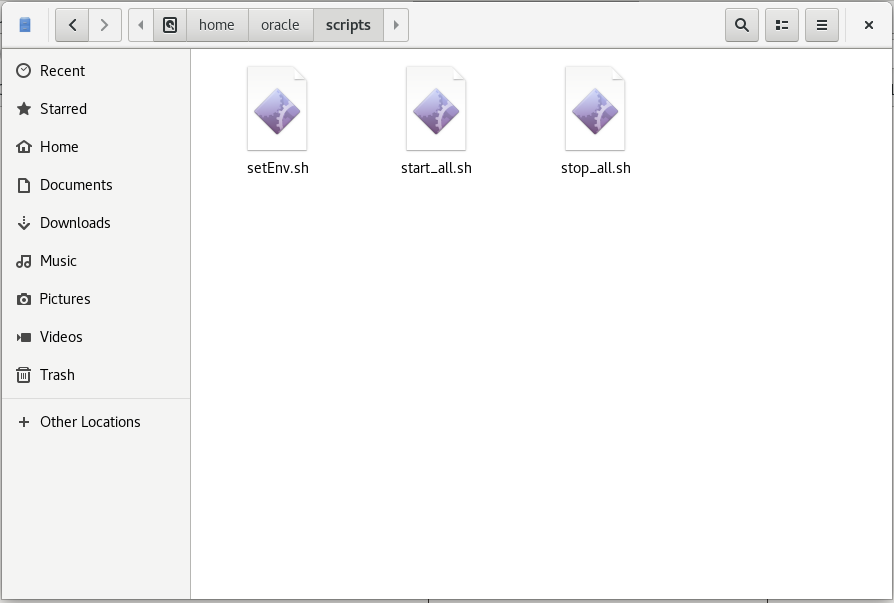 home oracle scripts
Recent
Starred
Home
Documents
Downloads
Music
Pictures
Videos
Trash
Other Locations
setEnv.sh start_all.sh stop_all.sh